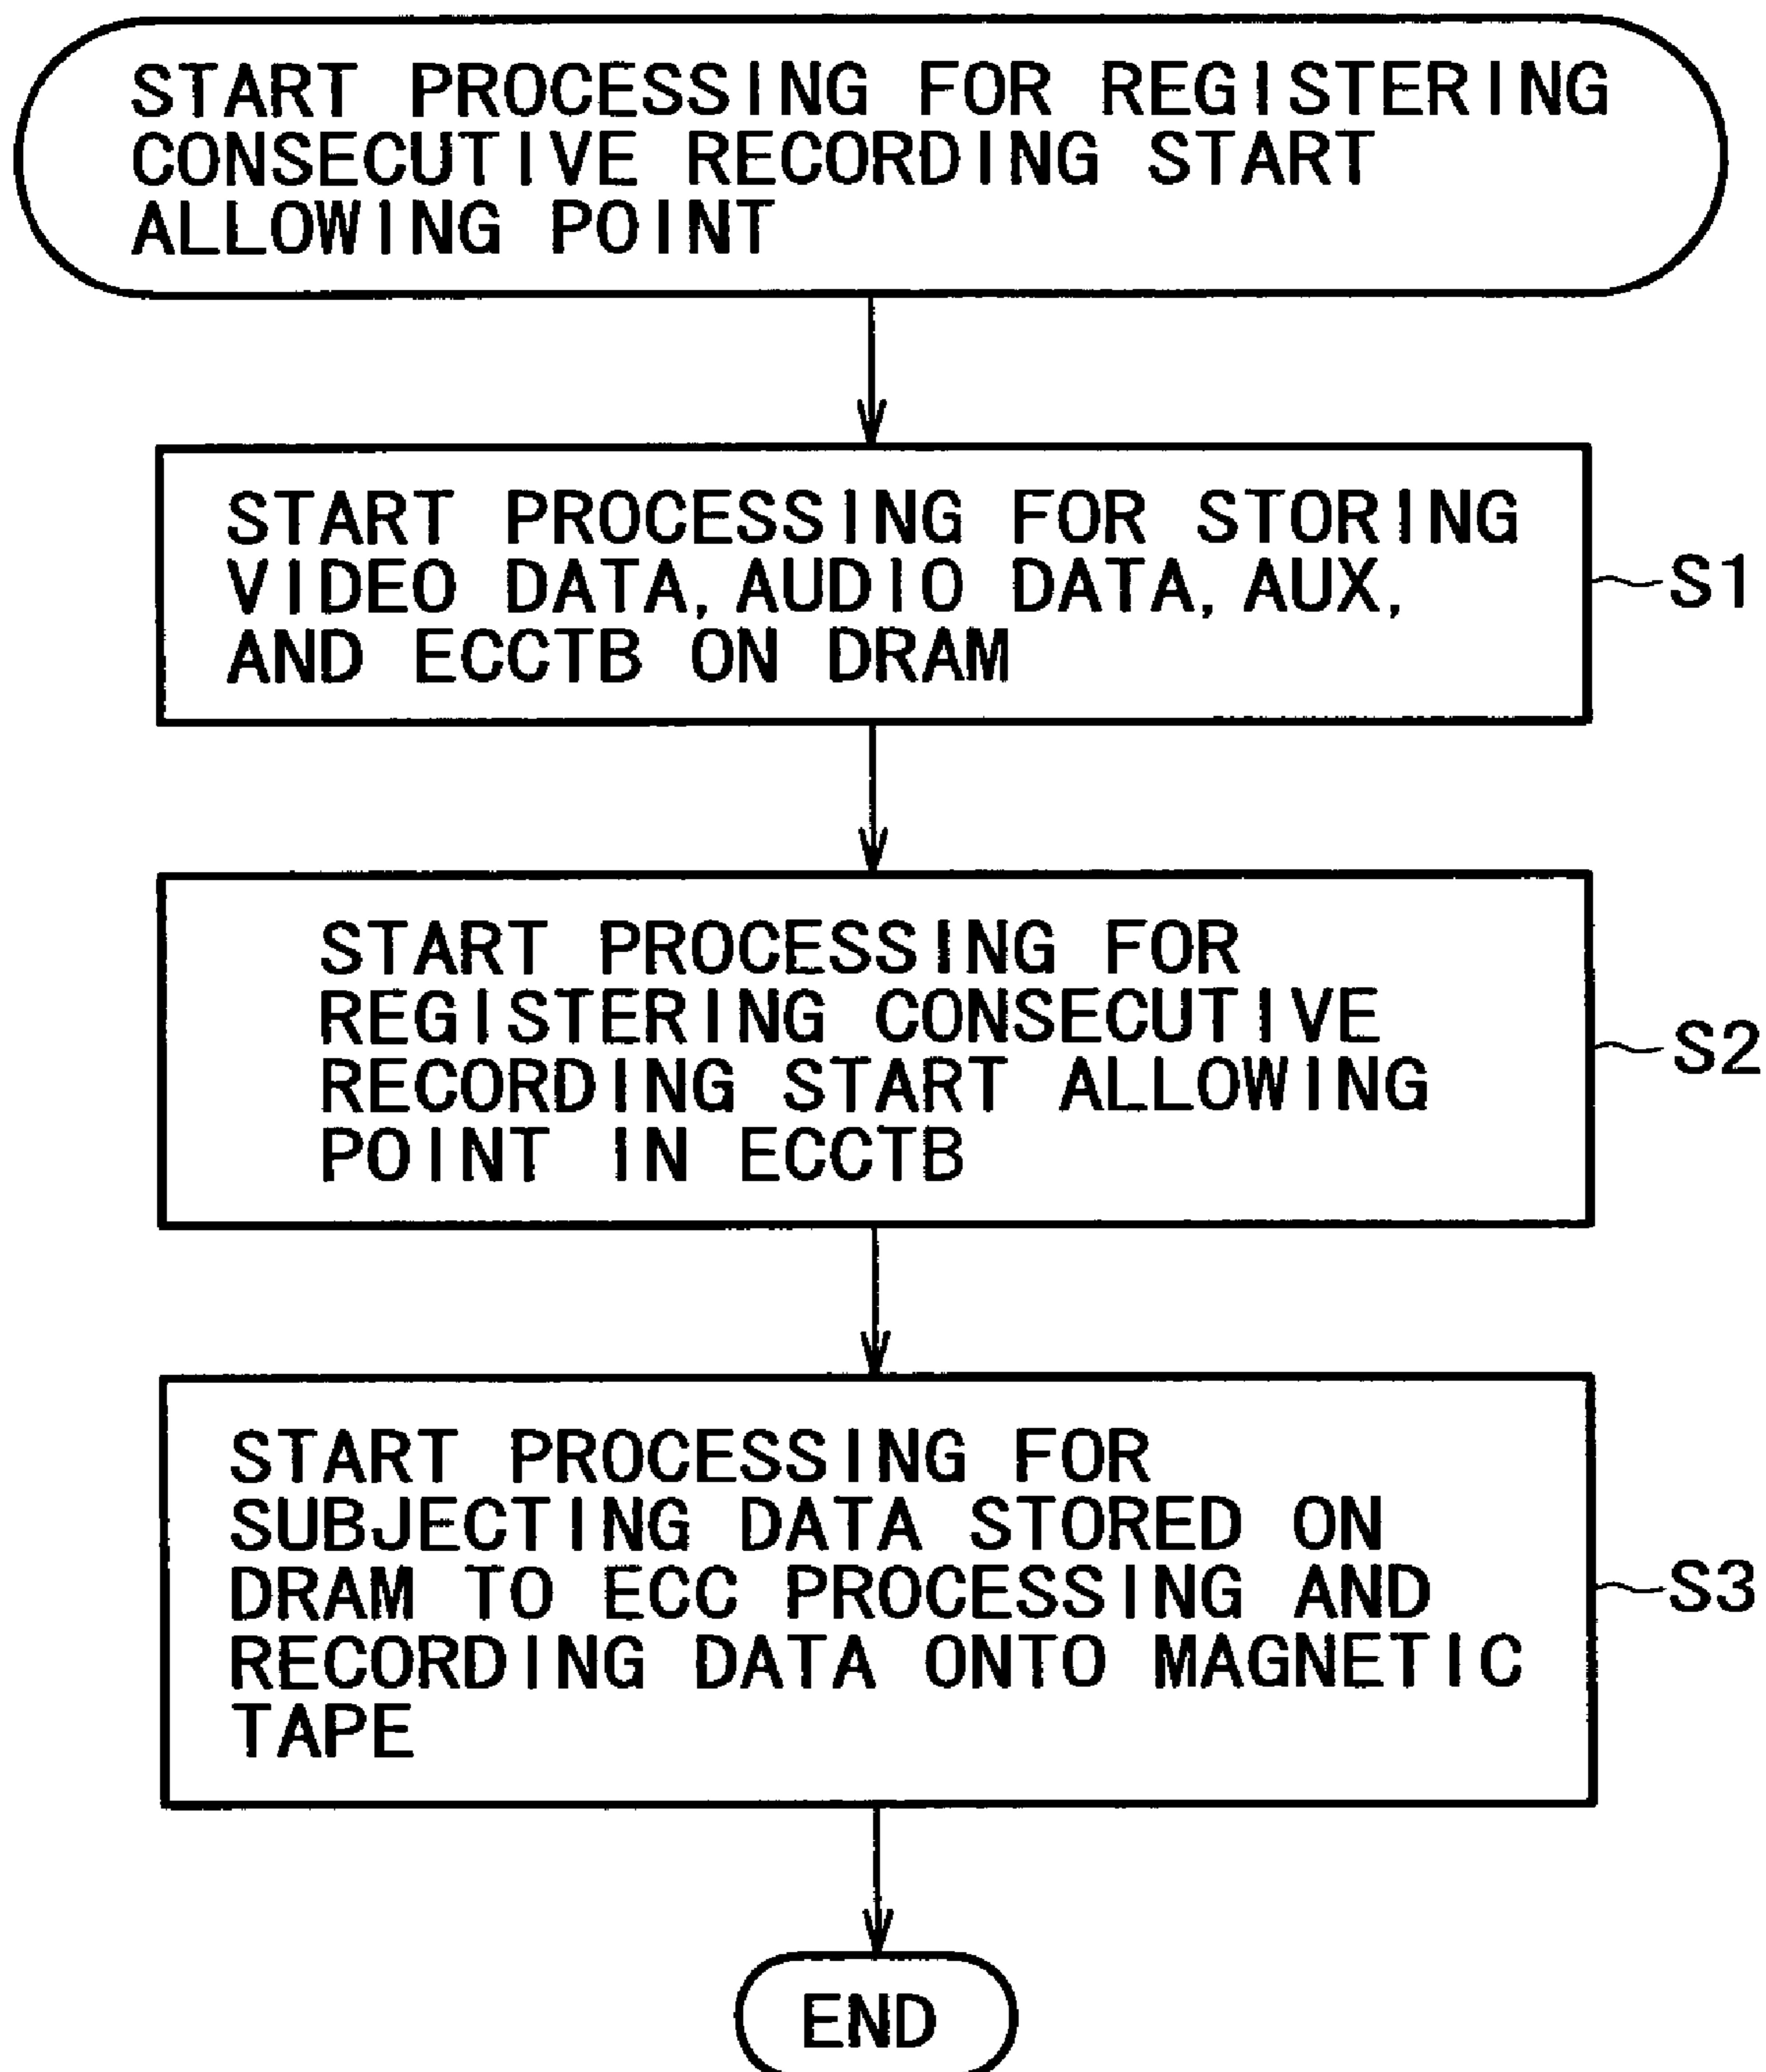 START PROCESSING FOR REGISTERING
CONSECUTIVE RECORDING START
ALLOWING POINT
START PROCESSING FOR STORING
VIDEO DATA, AUDIO DATA, AUX,
AND ECCTB ON DRAM
S1
START PROCESSING FOR
REGISTERING CONSECUTIVE
RECORDING START ALLOWING
POINT IN ECCTB
S2
START PROCESSING FOR
SUBJECTING DATA STORED ON
DRAM TO ECC PROCESSING AND
RECORDING DATA ONTO MAGNETIC
TAPE
S3
END